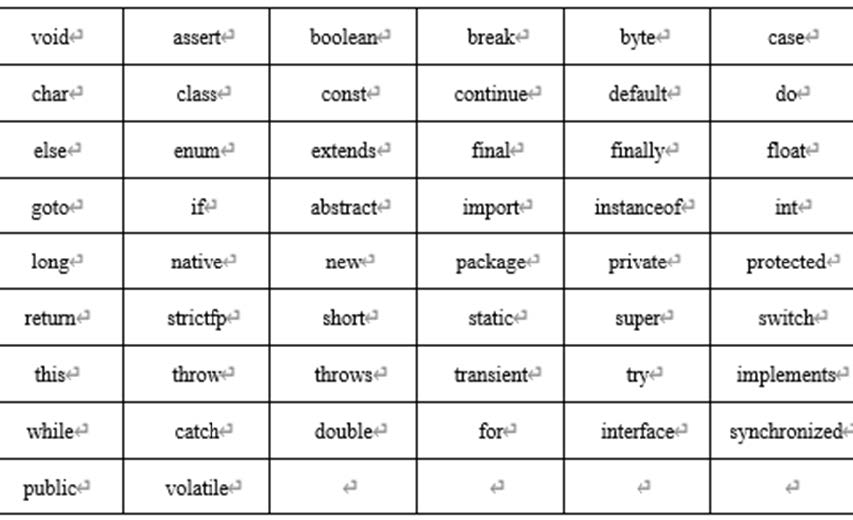 void assert boolean break byte case
char class const continue default do
else enum extends final finally float
goto if abstract import instanceof int
long native new package private protected
return strictfp short static super switch
this throw throws transient try implements
while catch double for interface synchronized
public volatile